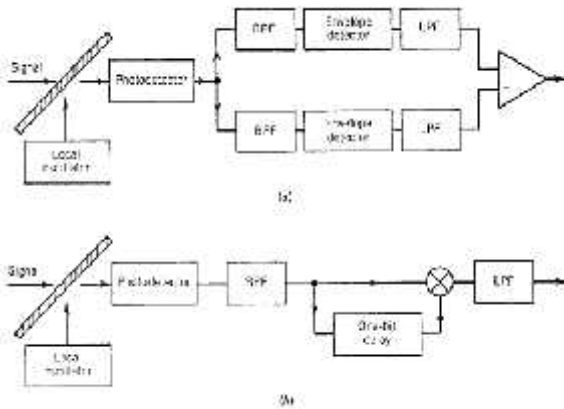 Signal
Photodetector
BPF
Envelope detector
LPF
BPF
Envelope detector
LPF
Local oscillator
(a)
Signal
Photodetector
BPF
LPF
One-bit delay
Local oscillator
(b)